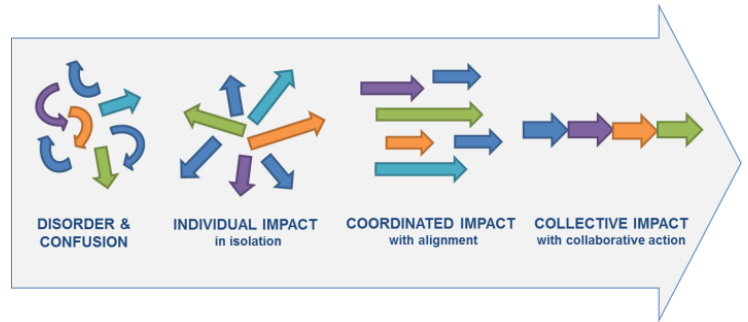 DISORDER &
CONFUSION
INDIVIDUAL IMPACT
in isolation
COORDINATED IMPACT
with alignment
COLLECTIVE IMPACT
with collaborative action